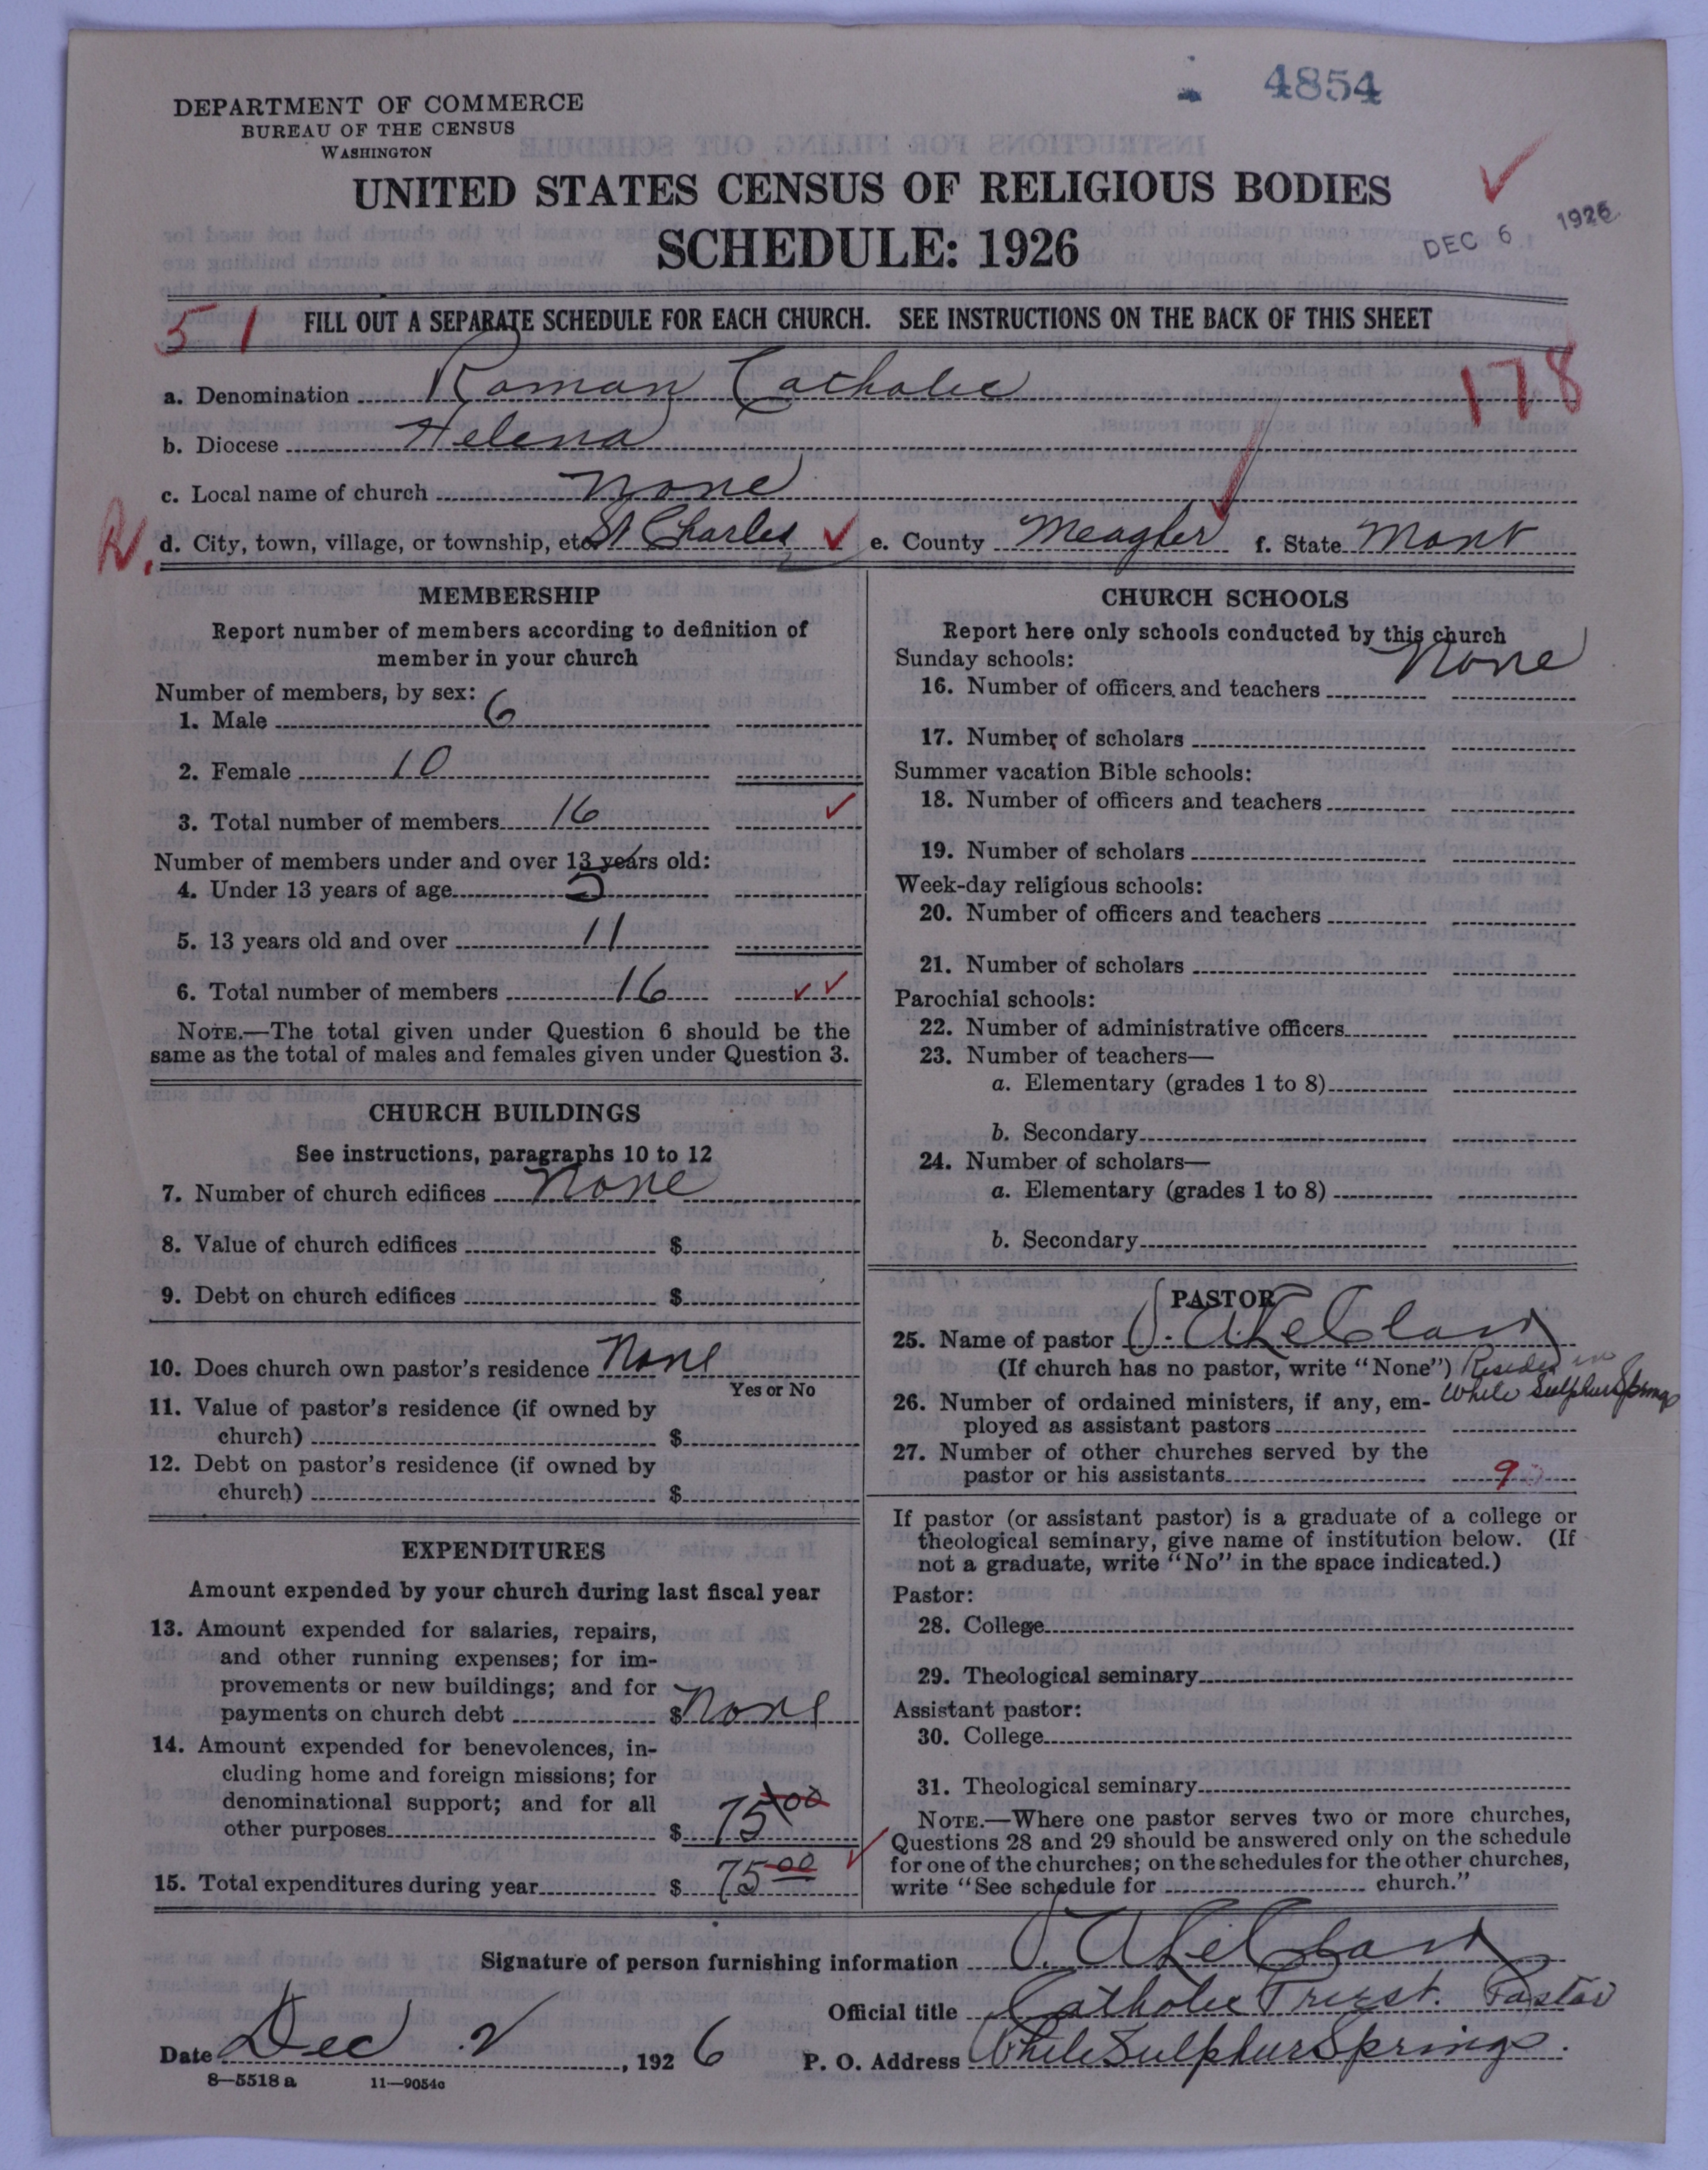 4854
DEPARTMENT OF COMMERCE
BUREAU OF THE CENSUS
WASHINGTON
UNITED STATES CENSUS OF RELIGIOUS BODIES
SCHEDULE: 1926
DEC 6 1926
51
FILL OUT A SEPARATE SCHEDULE FOR EACH CHURCH. SEE INSTRUCTIONS ON THE BACK OF THIS SHEET
178
a. Denomination Roman Catholic
b. Diocese Helena
c. Local name of church None
d. City, town, village, or township, etc. St Charles e. County Meagher f. State Mont
MEMBERSHIP
Report number of members according to definition of
member in your church
Number of members, by sex:
1. Male 6
2. Female 10
3. Total number of members 16
Number of members under and over 13 years old:
4. Under 13 years of age 5
5. 13 years old and over 11
6. Total number of members 16
NOTE.—The total given under Question 6 should be the
same as the total of males and females given under Question 3.
CHURCH BUILDINGS
See instructions, paragraphs 10 to 12
7. Number of church edifices None
8. Value of church edifices $
9. Debt on church edifices $
10. Does church own pastor's residence None
Yes or No
11. Value of pastor's residence (if owned by
church) $
12. Debt on pastor's residence (if owned by
church) $
EXPENDITURES
Amount expended by your church during last fiscal year
13. Amount expended for salaries, repairs,
and other running expenses; for im-
provements or new buildings; and for
payments on church debt $ None
14. Amount expended for benevolences, in-
cluding home and foreign missions; for
denominational support; and for all
other purposes $ 75 00
15. Total expenditures during year $ 75 00
CHURCH SCHOOLS
Report here only schools conducted by this church
Sunday schools: None
16. Number of officers and teachers
17. Number of scholars
Summer vacation Bible schools:
18. Number of officers and teachers
19. Number of scholars
Week-day religious schools:
20. Number of officers and teachers
21. Number of scholars
Parochial schools:
22. Number of administrative officers
23. Number of teachers—
a. Elementary (grades 1 to 8)
b. Secondary
24. Number of scholars—
a. Elementary (grades 1 to 8)
b. Secondary
PASTOR
25. Name of pastor
(If church has no pastor, write "None") Resides in
White Sulphur Springs
26. Number of ordained ministers, if any, em-
ployed as assistant pastors
27. Number of other churches served by the
pastor or his assistants 9
If pastor (or assistant pastor) is a graduate of a college or
theological seminary, give name of institution below. (If
not a graduate, write "No" in the space indicated.)
Pastor:
28. College
29. Theological seminary
Assistant pastor:
30. College
31. Theological seminary
NOTE.—Where one pastor serves two or more churches,
Questions 28 and 29 should be answered only on the schedule
for one of the churches; on the schedules for the other churches,
write "See schedule for church."
Signature of person furnishing information
Official title Catholic Priest. Pastor
Date Dec 2, 1926 P. O. Address White Sulphur Springs.
8—5518 a 11—9054c